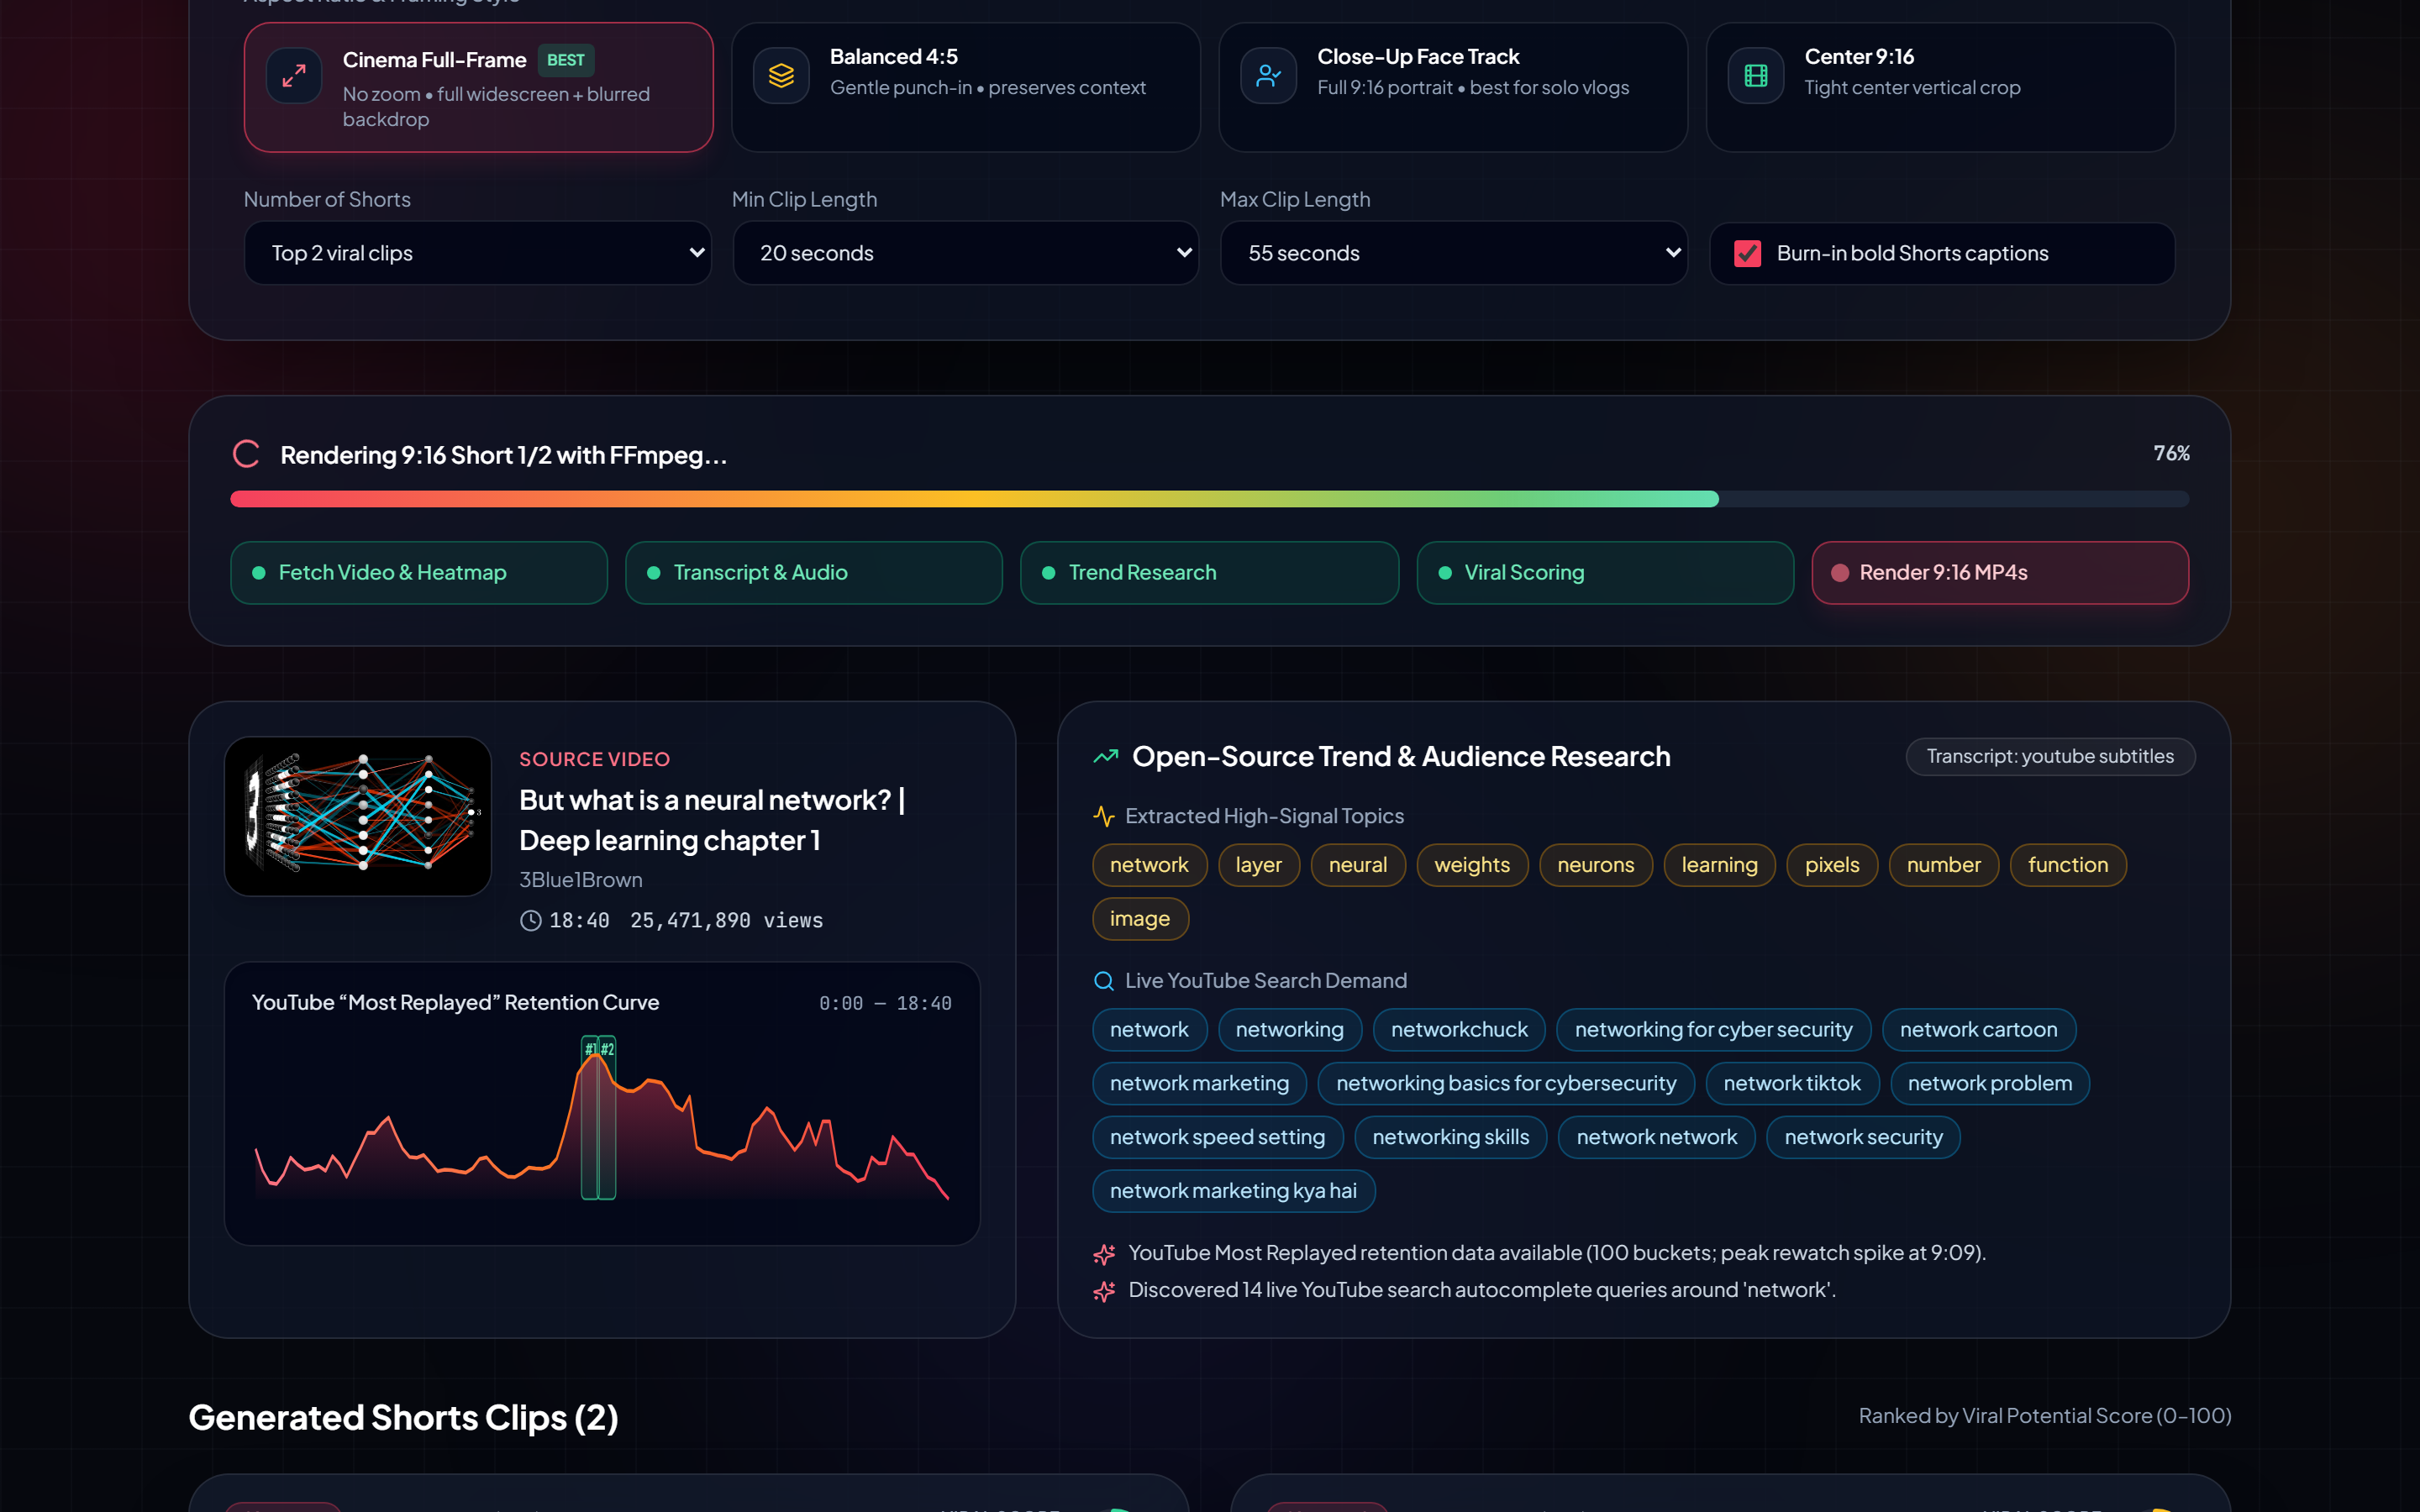 Aspect Ratio & Framing Style
Cinema Full-Frame BEST
No zoom • full widescreen + blurred
backdrop
Balanced 4:5
Gentle punch-in • preserves context
Close-Up Face Track
Full 9:16 portrait • best for solo vlogs
Center 9:16
Tight center vertical crop
Number of Shorts
Top 2 viral clips
Min Clip Length
20 seconds
Max Clip Length
55 seconds
Burn-in bold Shorts captions
Rendering 9:16 Short 1/2 with FFmpeg...
76%
Fetch Video & Heatmap
Transcript & Audio
Trend Research
Viral Scoring
Render 9:16 MP4s
3
SOURCE VIDEO
But what is a neural network? |
Deep learning chapter 1
3Blue1Brown
18:40 25,471,890 views
YouTube “Most Replayed” Retention Curve
0:00 — 18:40
#1 #2
Open-Source Trend & Audience Research
Transcript: youtube subtitles
Extracted High-Signal Topics
network layer neural weights neurons learning pixels number function
image
Live YouTube Search Demand
network networking networkchuck networking for cyber security network cartoon
network marketing networking basics for cybersecurity network tiktok network problem
network speed setting networking skills network network network security
network marketing kya hai
YouTube Most Replayed retention data available (100 buckets; peak rewatch spike at 9:09).
Discovered 14 live YouTube search autocomplete queries around 'network'.
Generated Shorts Clips (2)
Ranked by Viral Potential Score (0–100)